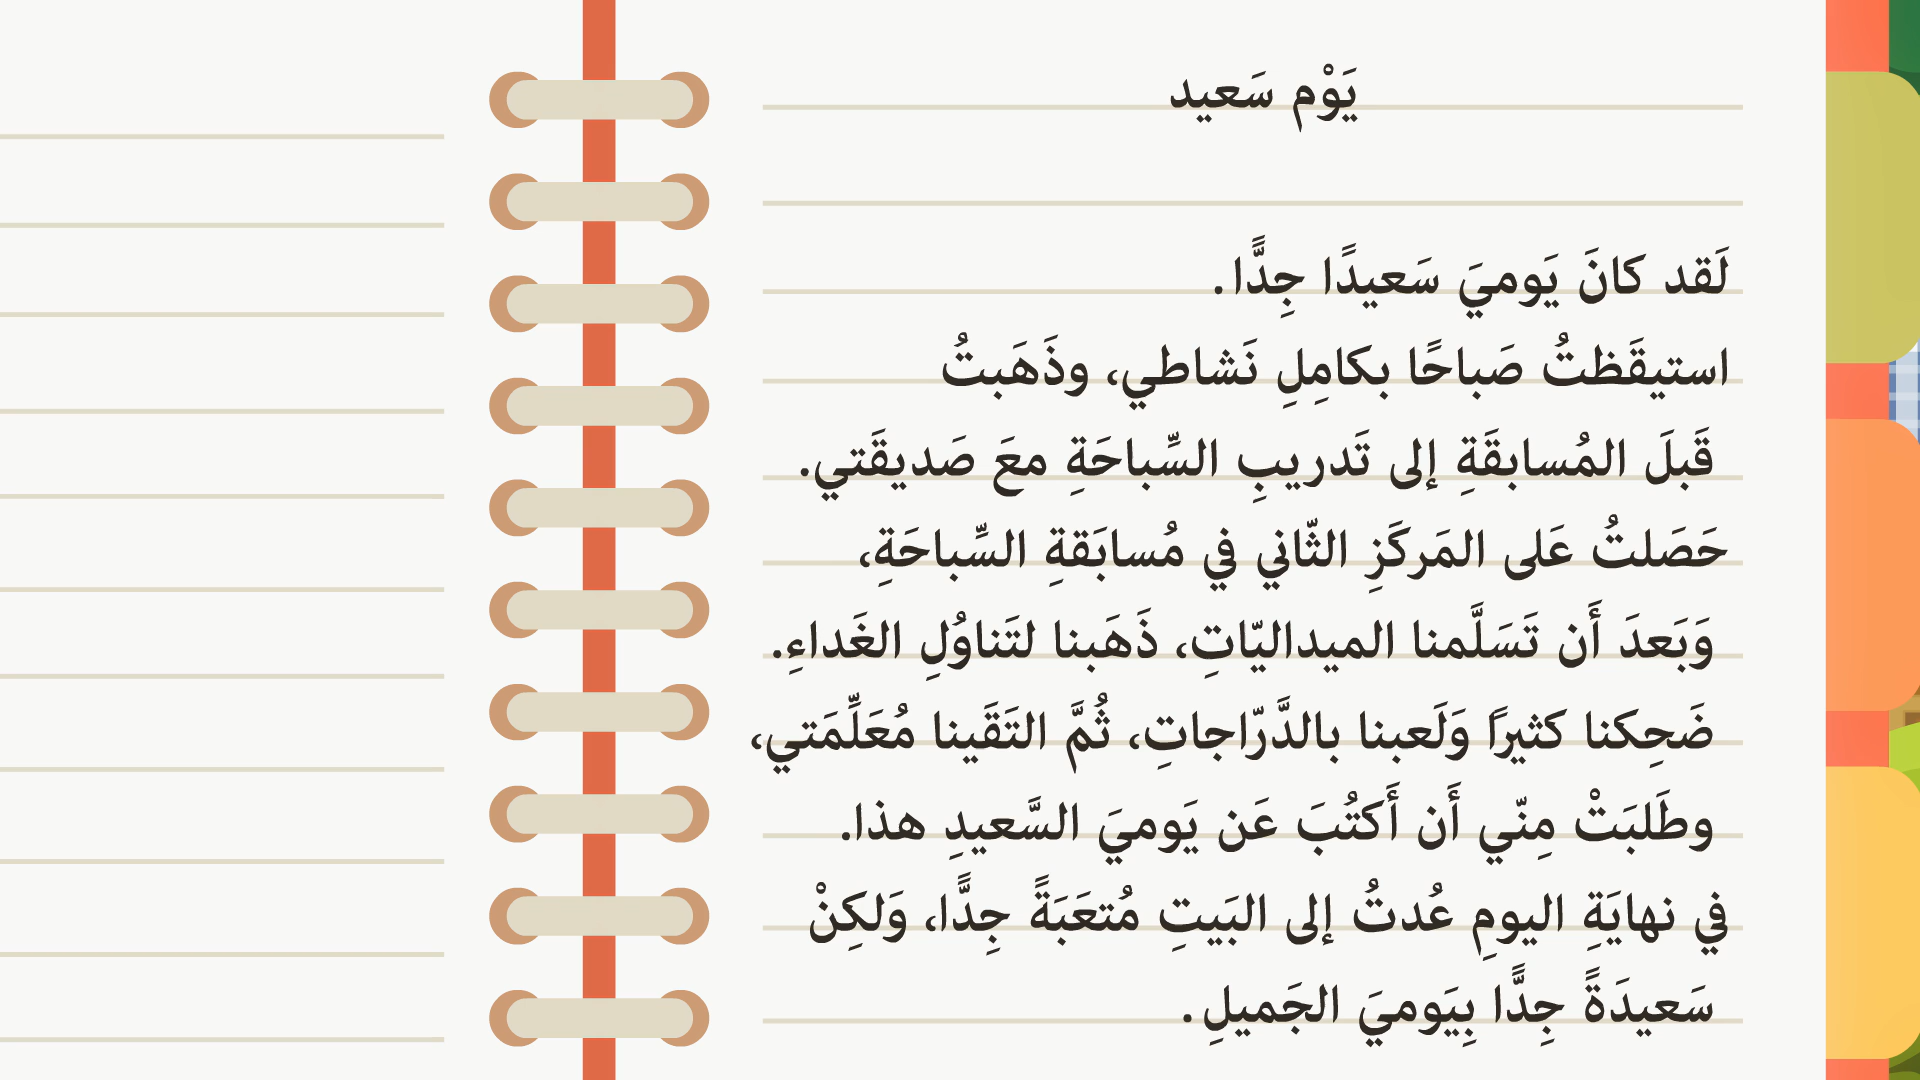 يَوْم سَعيد
لَقد كانَ يَوميَ سَعيدًا جِدًّا.
استيقَظتُ صَباحًا بكامِلِ نَشاطي، وذَهَبتُ
قَبلَ المُسابقَةِ إلى تَدريبِ السِّباحَةِ معَ صَديقَتي.
حَصَلتُ عَلى المَركَزِ الثّاني في مُسابَقةِ السِّباحَةِ،
وَبَعدَ أَن تَسَلَّمنا الميداليّاتِ، ذَهَبنا لتَناوُلِ الغَداءِ.
ضَحِكنا كثيرًا وَلَعبنا بالدَّرّاجاتِ، ثُمَّ التَقَينا مُعَلِّمَتي،
وطَلبَتْ مِنّي أَن أَكتُبَ عَن يَوميَ السَّعيدِ هذا.
في نهايَةِ اليومِ عُدتُ إلى البَيتِ مُتعَبَةً جِدًّا، وَلكِنْ
سَعيدَةً جِدًّا بِيَوميَ الجَميلِ.